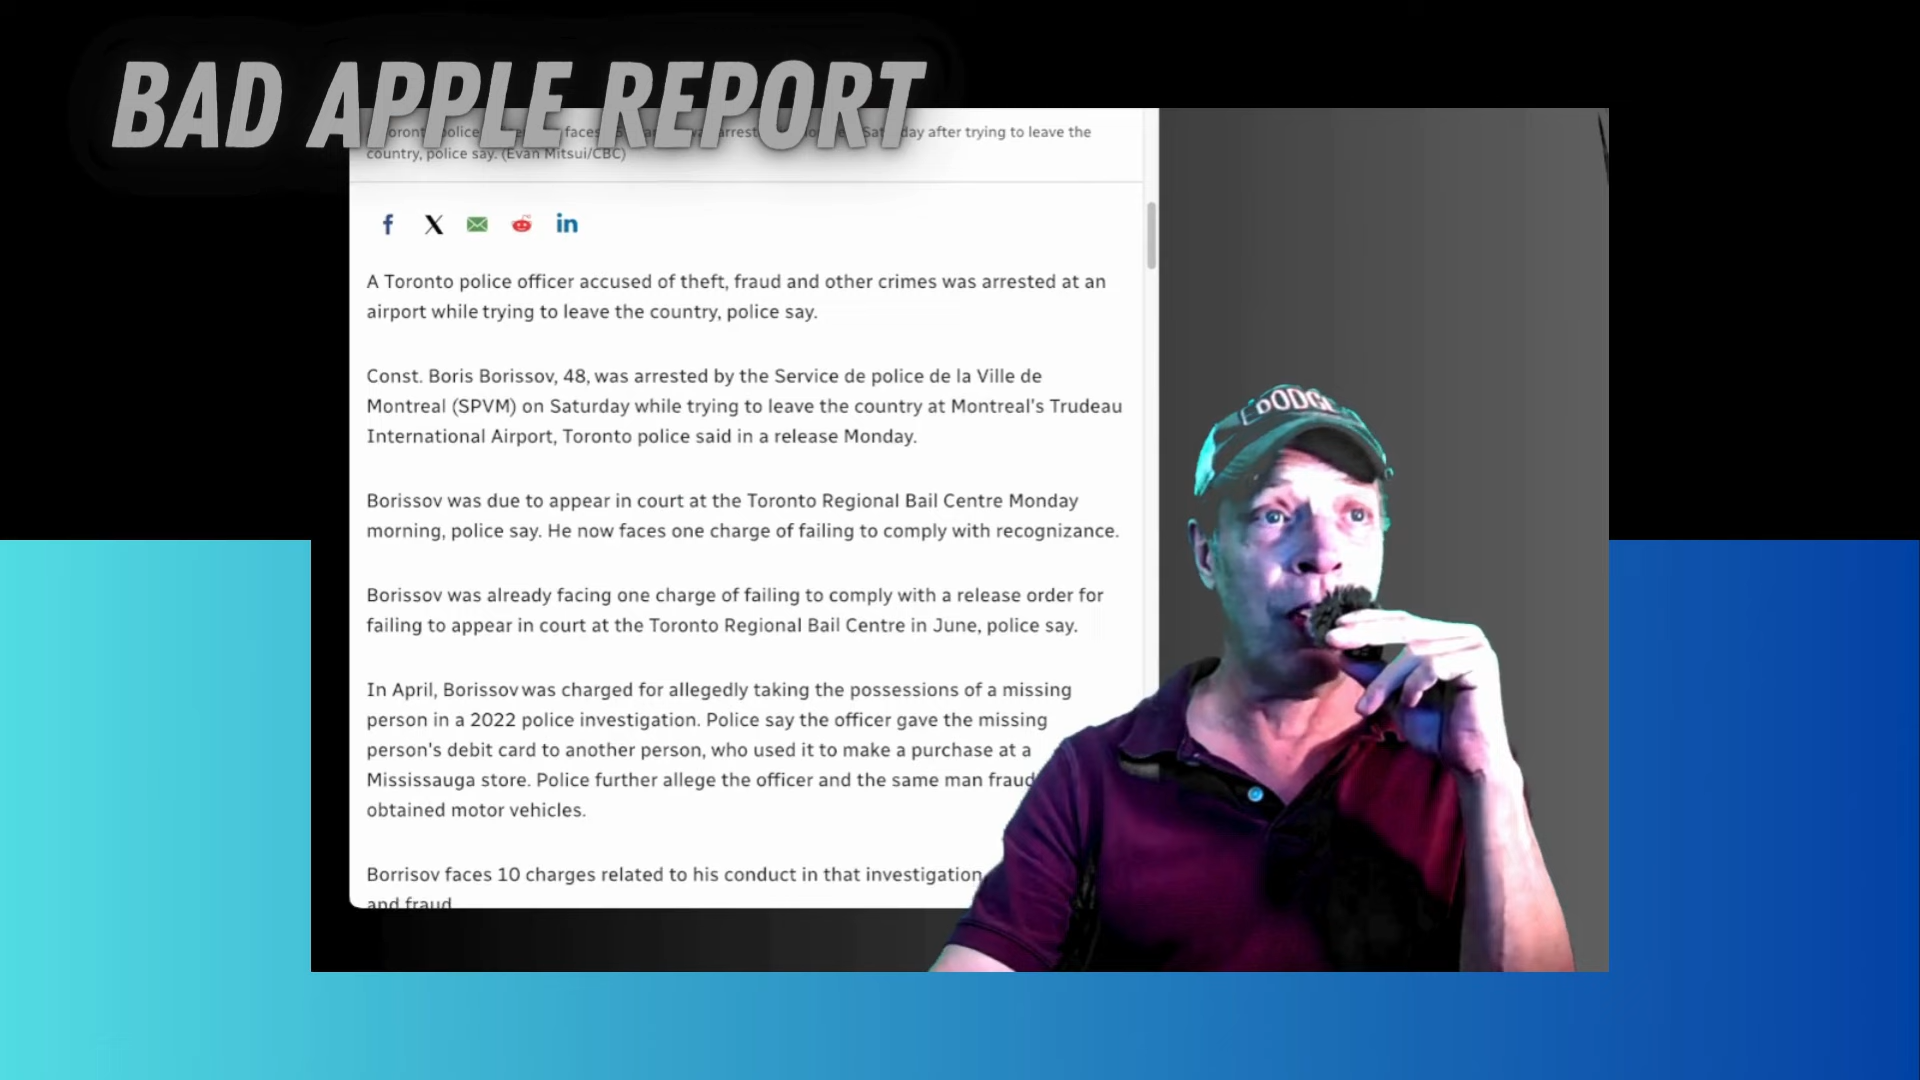 BAD APPLE REPORT
faces arrest day after trying to leave the
country, police say. (Evan Mitsui/CBC)
f X in
A Toronto police officer accused of theft, fraud and other crimes was arrested at an
airport while trying to leave the country, police say.
Const. Boris Borissov, 48, was arrested by the Service de police de la Ville de
Montreal (SPVM) on Saturday while trying to leave the country at Montreal's Trudeau
International Airport, Toronto police said in a release Monday.
Borissov was due to appear in court at the Toronto Regional Bail Centre Monday
morning, police say. He now faces one charge of failing to comply with recognizance.
Borissov was already facing one charge of failing to comply with a release order for
failing to appear in court at the Toronto Regional Bail Centre in June, police say.
In April, Borissov was charged for allegedly taking the possessions of a missing
person in a 2022 police investigation. Police say the officer gave the missing
person's debit card to another person, who used it to make a purchase at a
Mississauga store. Police further allege the officer and the same man fraud
obtained motor vehicles.
Borrisov faces 10 charges related to his conduct in that investigation
and fraud
DODGE